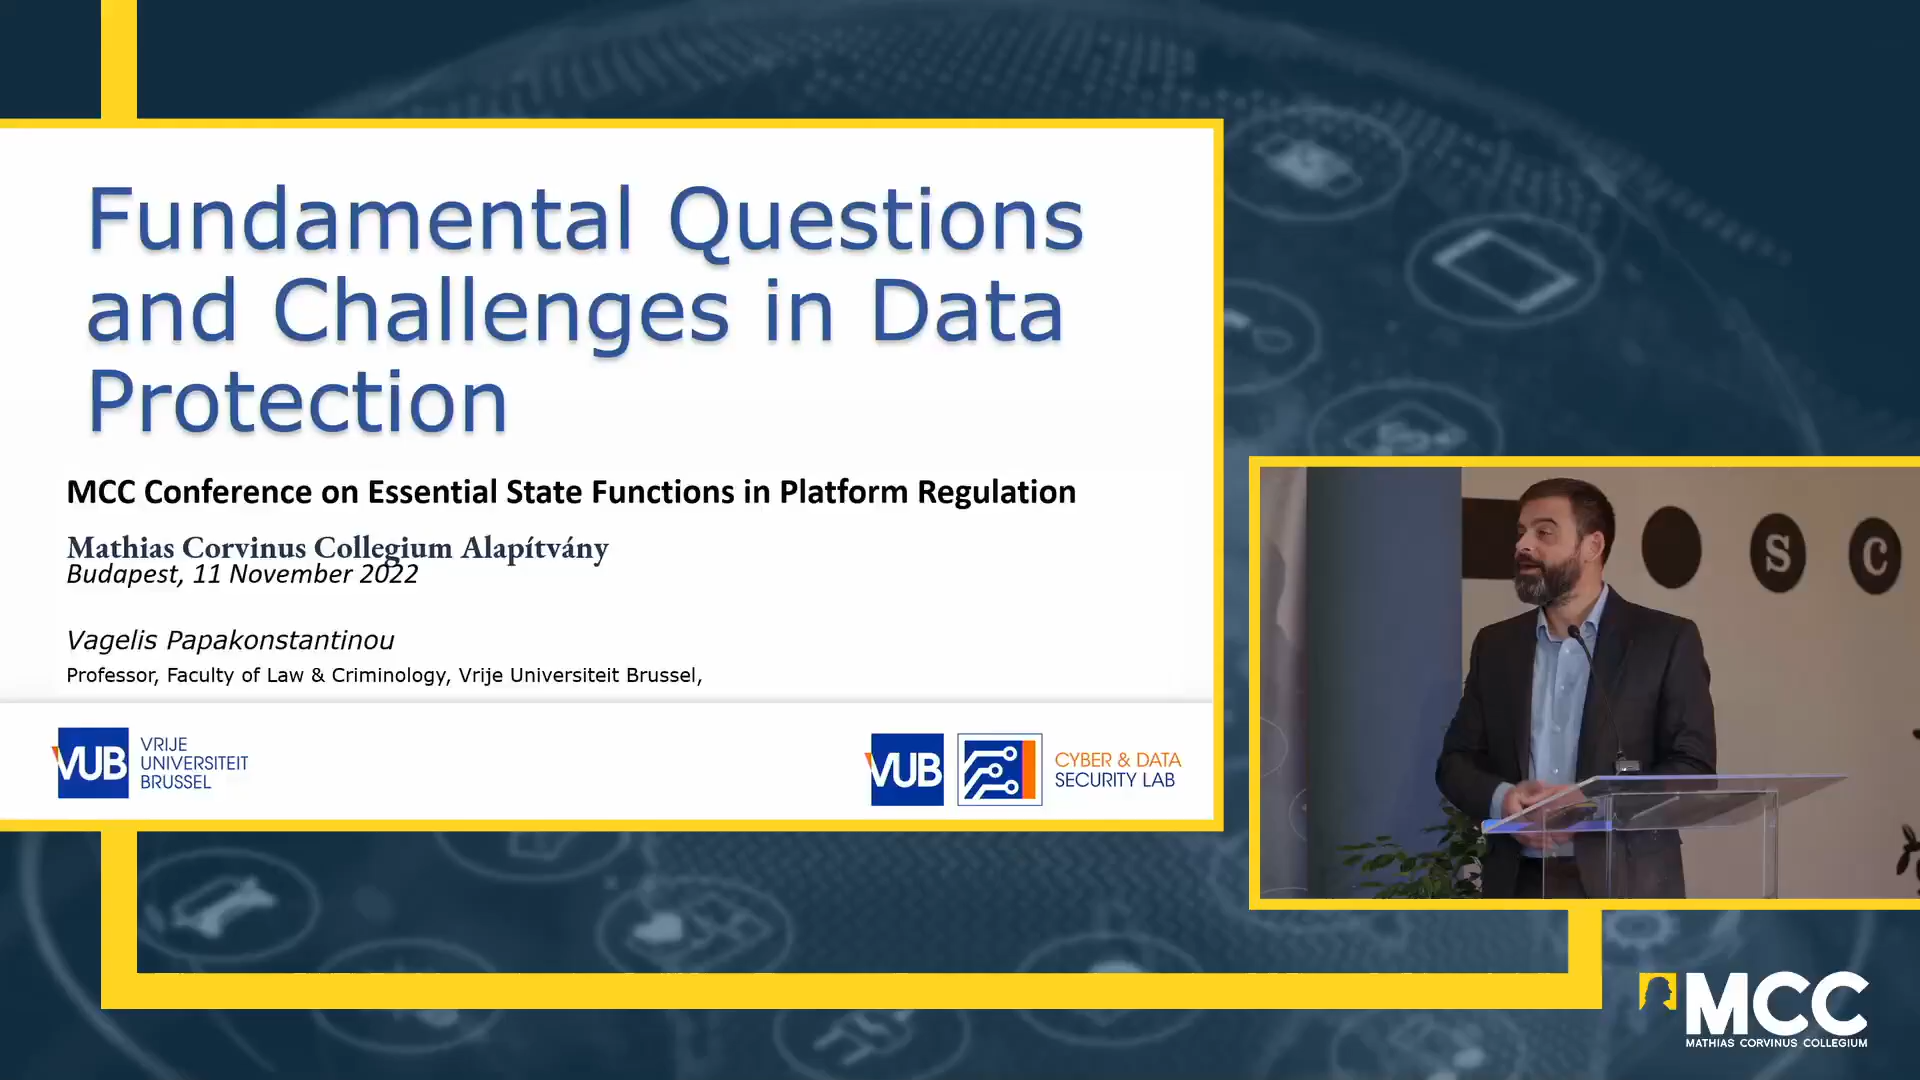 Fundamental Questions
and Challenges in Data
Protection
MCC Conference on Essential State Functions in Platform Regulation
Mathias Corvinus Collegium Alapítvány
Budapest, 11 November 2022
Vagelis Papakonstantinou
Professor, Faculty of Law & Criminology, Vrije Universiteit Brussel,
VUB
VRIJE
UNIVERSITEIT
BRUSSEL
VUB
CYBER & DATA
SECURITY LAB
S C
MCC
MATHIAS CORVINUS COLLEGIUM